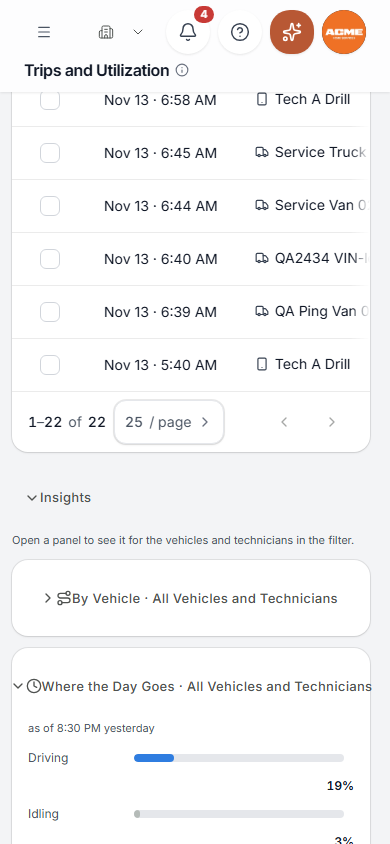 4
ACME
Trips and Utilization
Nov 13 · 6:58 AM Tech A Drill
Nov 13 · 6:45 AM Service Truck
Nov 13 · 6:44 AM Service Van 0
Nov 13 · 6:40 AM QA2434 VIN-
Nov 13 · 6:39 AM QA Ping Van 0
Nov 13 · 5:40 AM Tech A Drill
1–22 of 22 25 / page
Insights
Open a panel to see it for the vehicles and technicians in the filter.
By Vehicle · All Vehicles and Technicians
Where the Day Goes · All Vehicles and Technicians
as of 8:30 PM yesterday
Driving
19%
Idling
3%